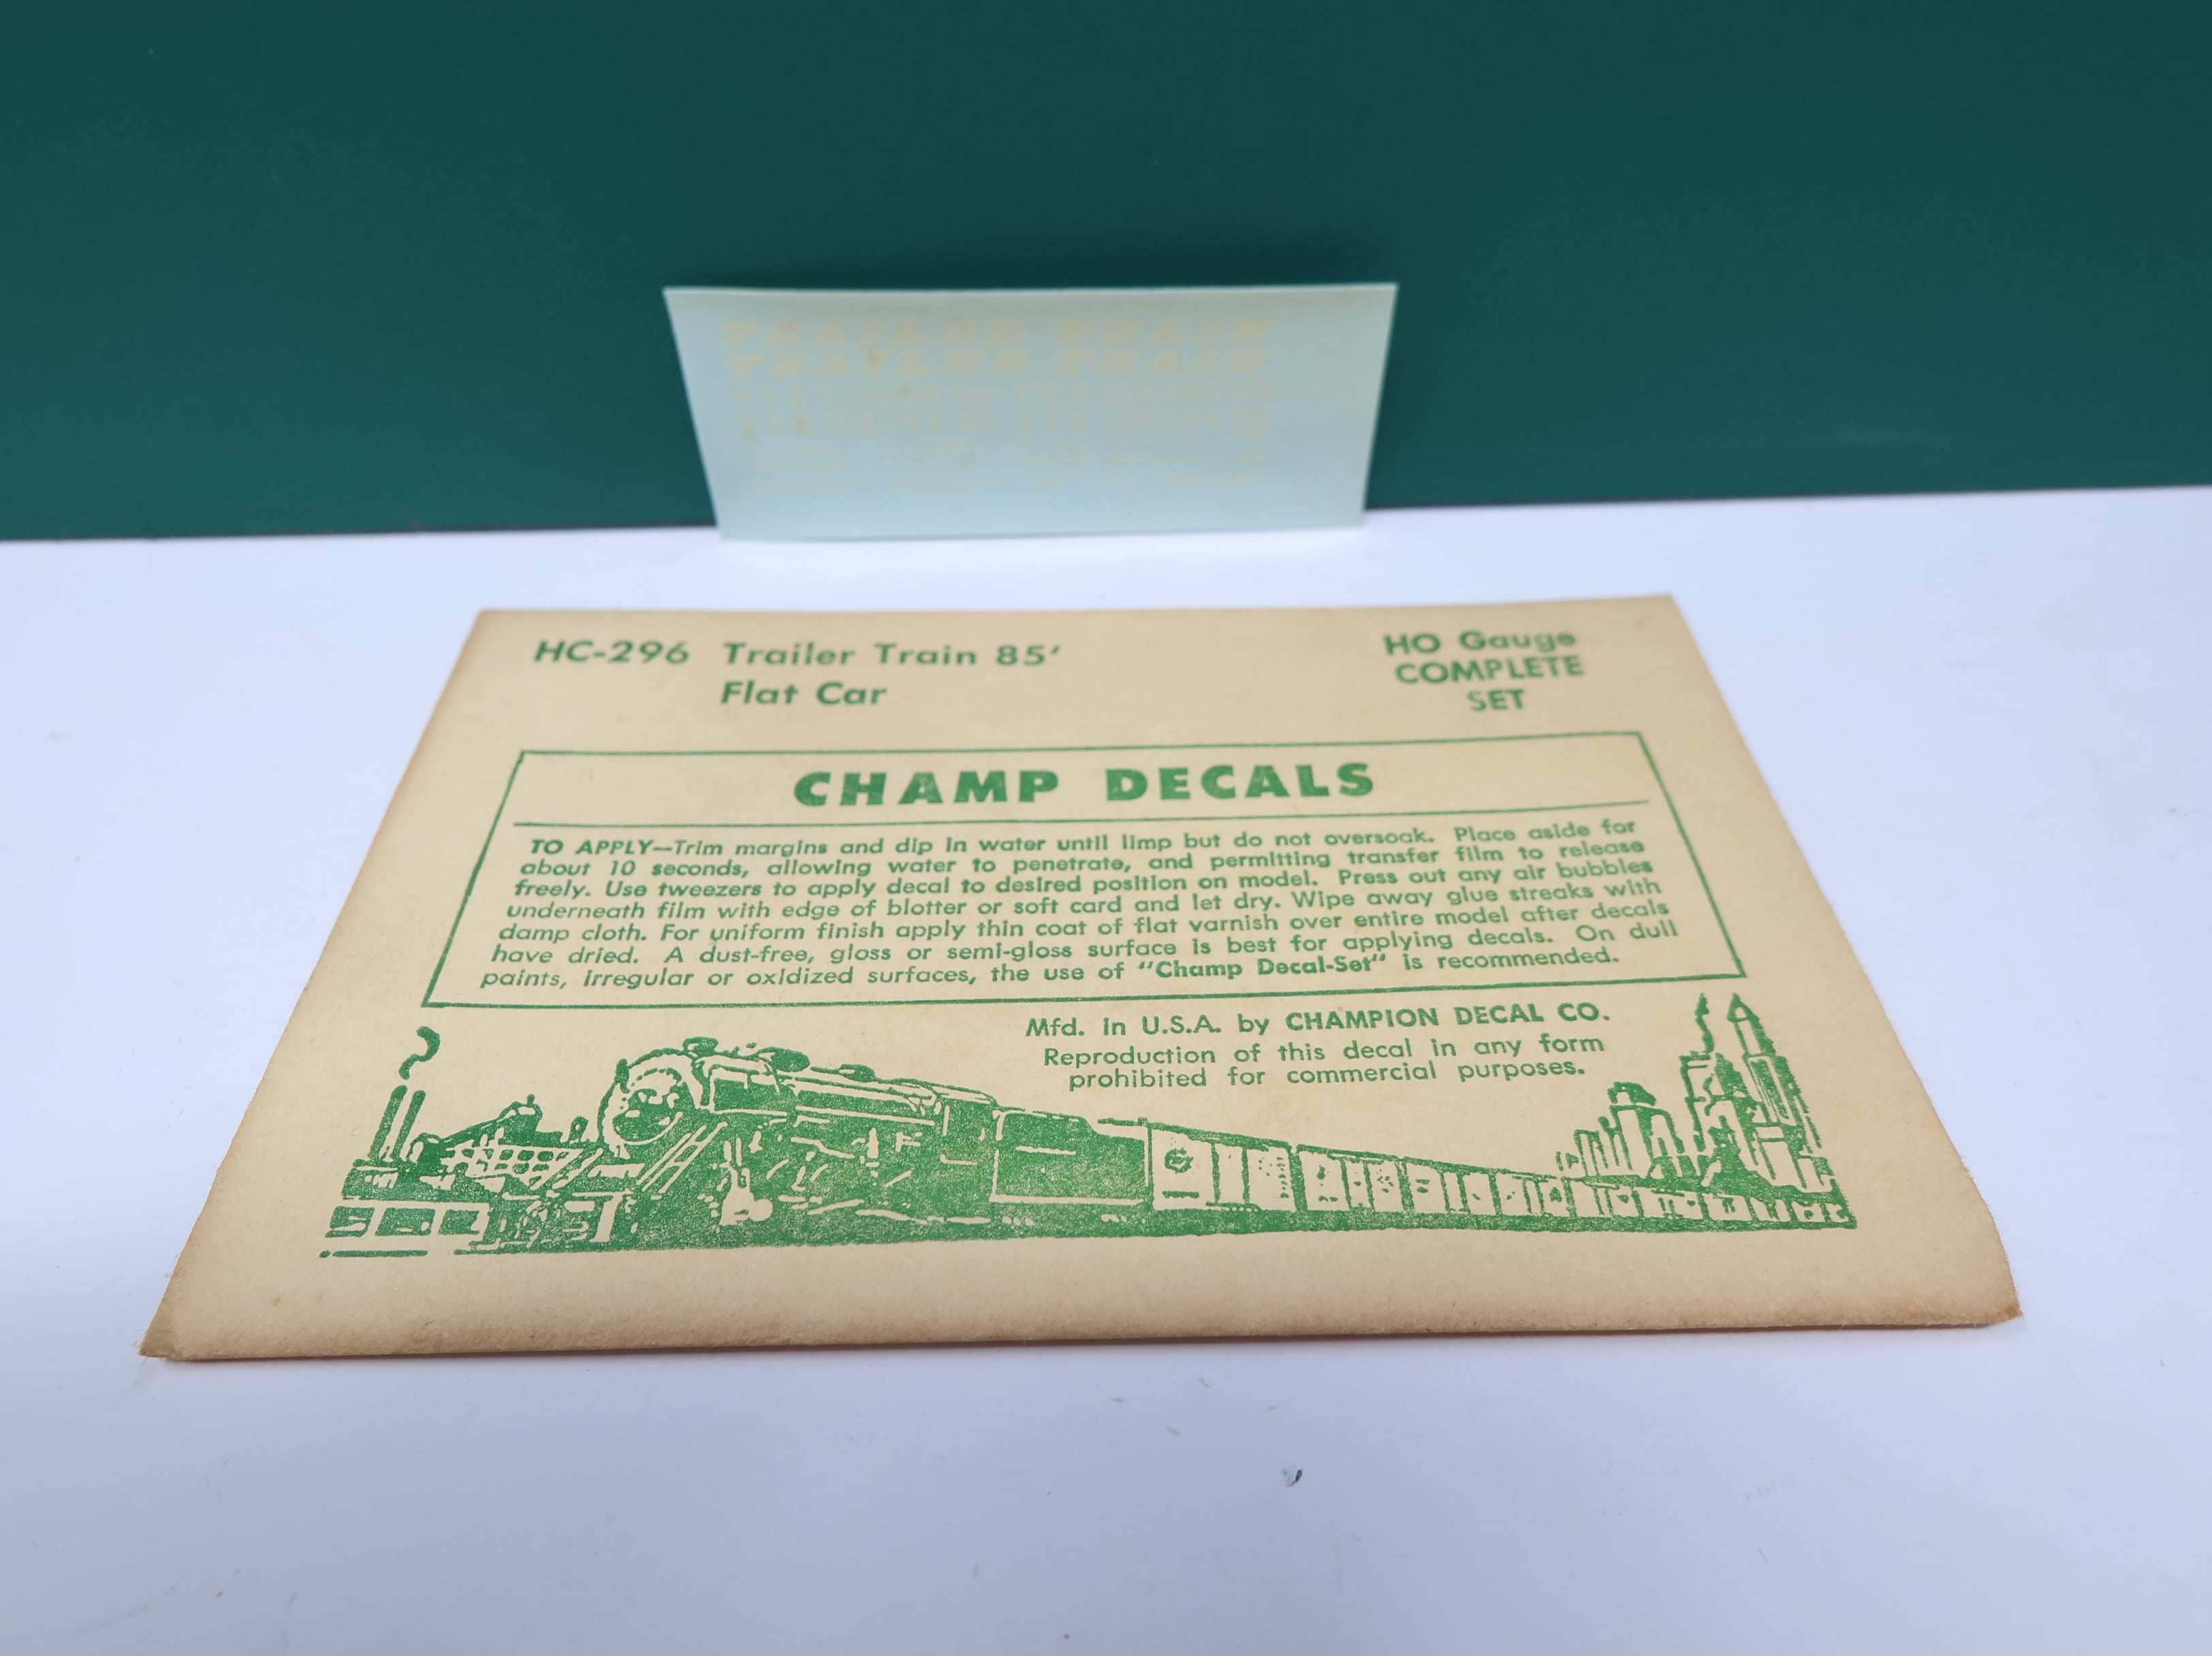 TRAILER TRAIN
TRAILER TRAIN
HC-296 Trailer Train 85'
Flat Car
HO Gauge
COMPLETE
SET
CHAMP DECALS
TO APPLY—Trim margins and dip in water until limp but do not oversoak. Place aside for
about 10 seconds, allowing water to penetrate, and permitting transfer film to release
freely. Use tweezers to apply decal to desired position on model. Press out any air bubbles
underneath film with edge of blotter or soft card and let dry. Wipe away glue streaks with
damp cloth. For uniform finish apply thin coat of flat varnish over entire model after decals
have dried. A dust-free, gloss or semi-gloss surface is best for applying decals. On dull
paints, irregular or oxidized surfaces, the use of "Champ Decal-Set" is recommended.
Mfd. in U.S.A. by CHAMPION DECAL CO.
Reproduction of this decal in any form
prohibited for commercial purposes.